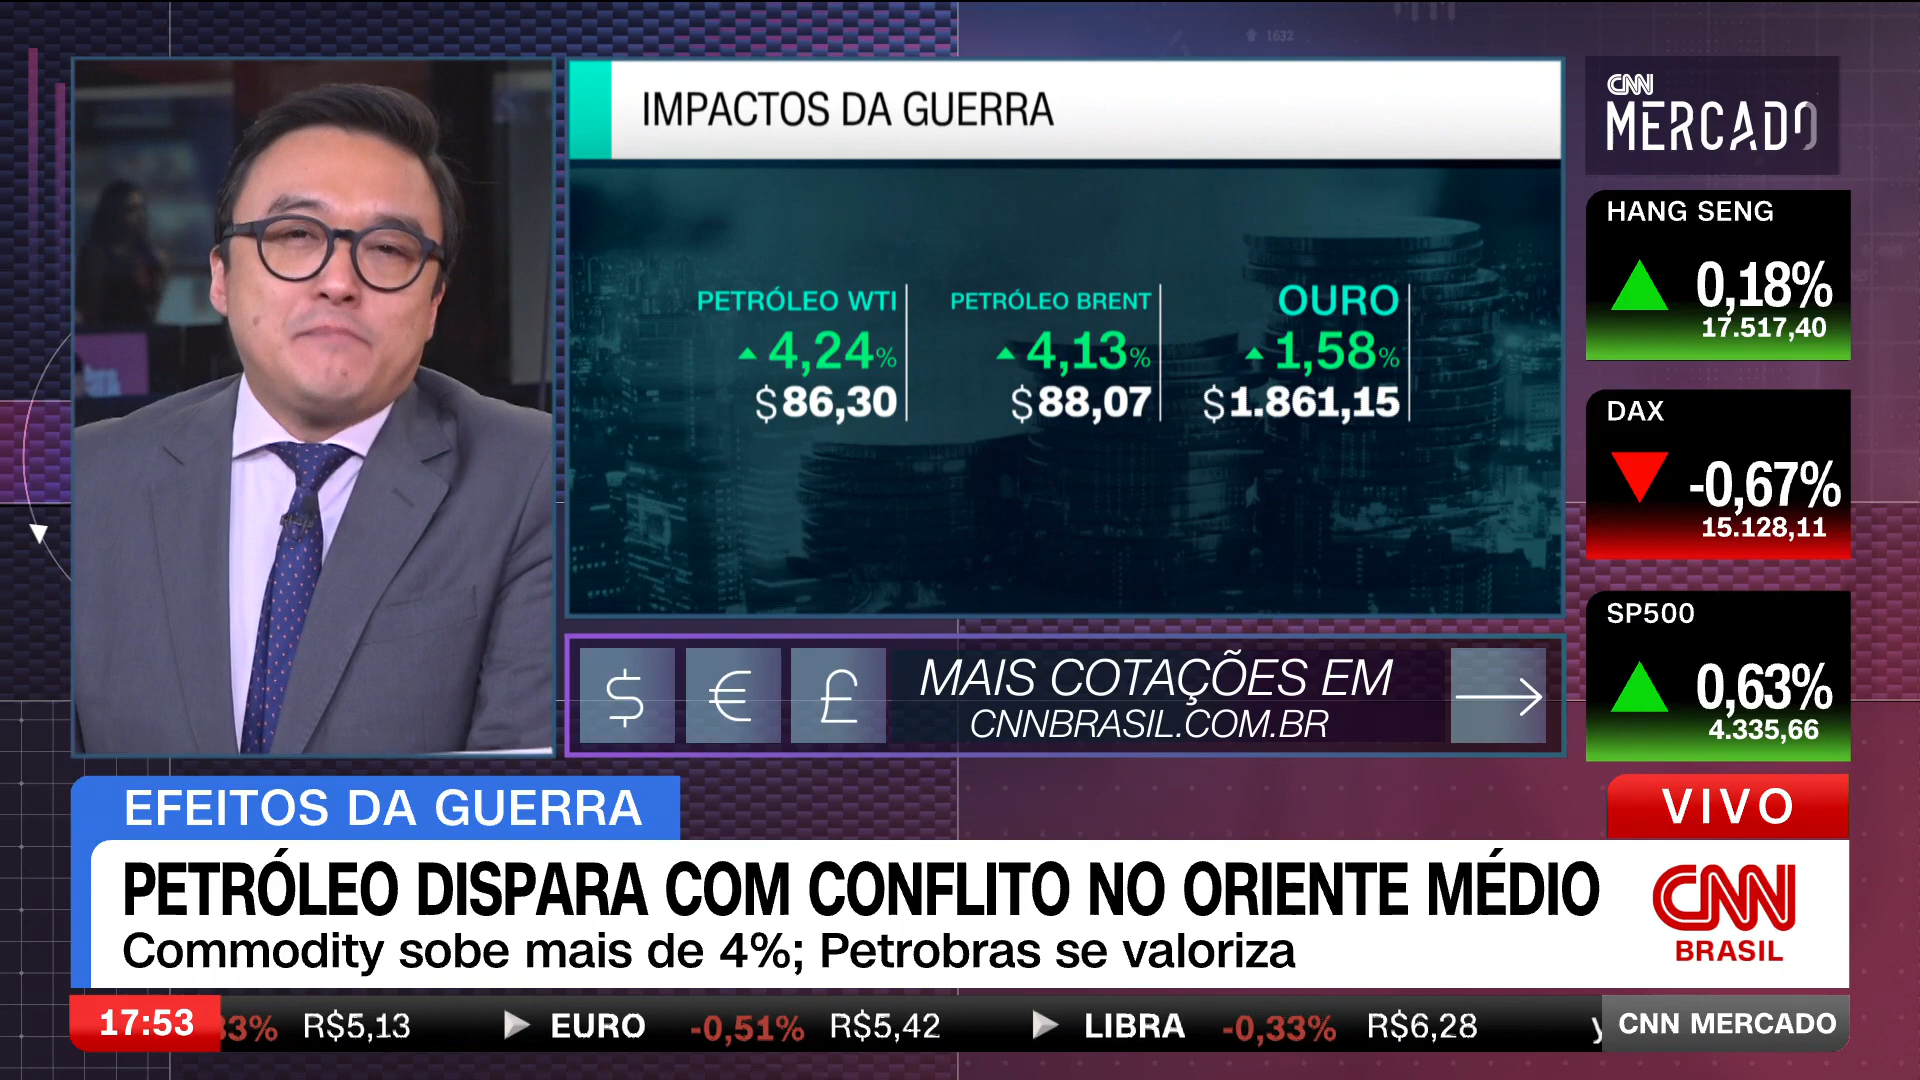 1632
IMPACTOS DA GUERRA
CNN
MERCADO
PETRÓLEO WTI
4,24%
$86,30
PETRÓLEO BRENT
4,13%
$88,07
OURO
1,58%
$1.861,15
HANG SENG
0,18%
17.517,40
DAX
-0,67%
15.128,11
SP500
0,63%
4.335,66
$ € £
MAIS COTAÇÕES EM
CNNBRASIL.COM.BR
EFEITOS DA GUERRA
VIVO
PETRÓLEO DISPARA COM CONFLITO NO ORIENTE MÉDIO
Commodity sobe mais de 4%; Petrobras se valoriza
CNN
BRASIL
17:53 3% R$5,13 EURO -0,51% R$5,42 LIBRA -0,33% R$6,28 CNN MERCADO